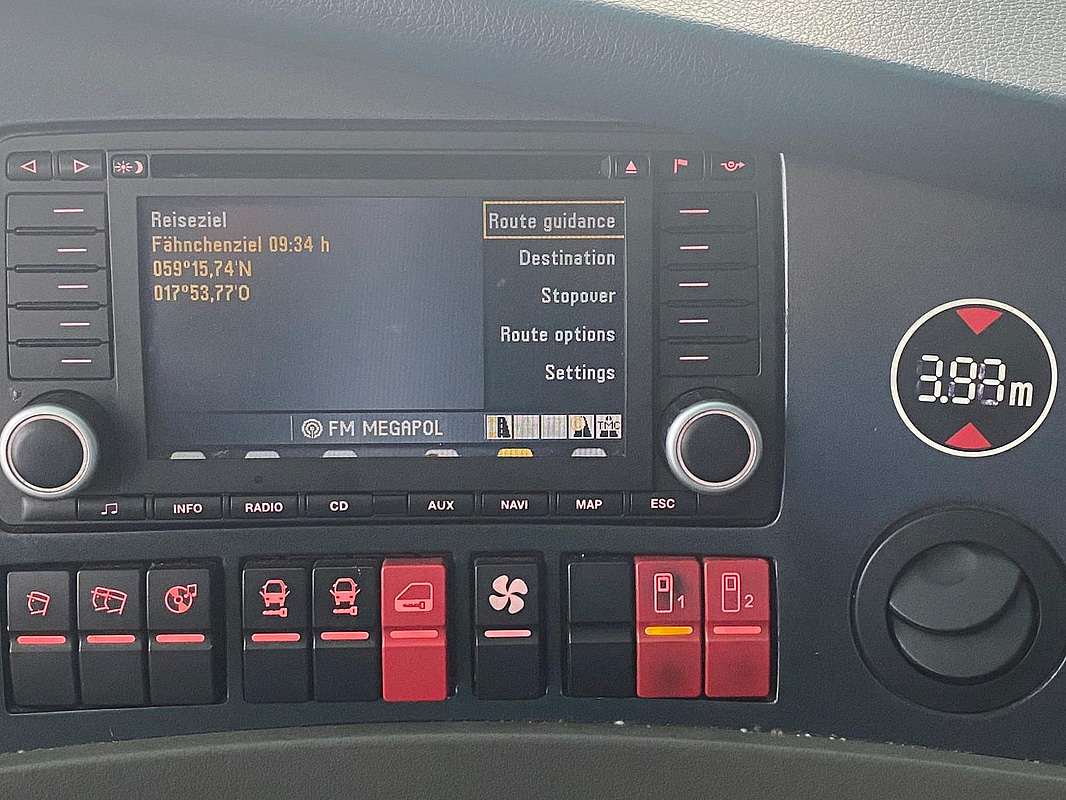 Reiseziel
Fähnchenziel 09:34 h
059°15,74'N
017°53,77'O
Route guidance
Destination
Stopover
Route options
Settings
FM MEGAPOL
TMC
INFO
RADIO
CD
AUX
NAVI
MAP
ESC
3.93m
1
2